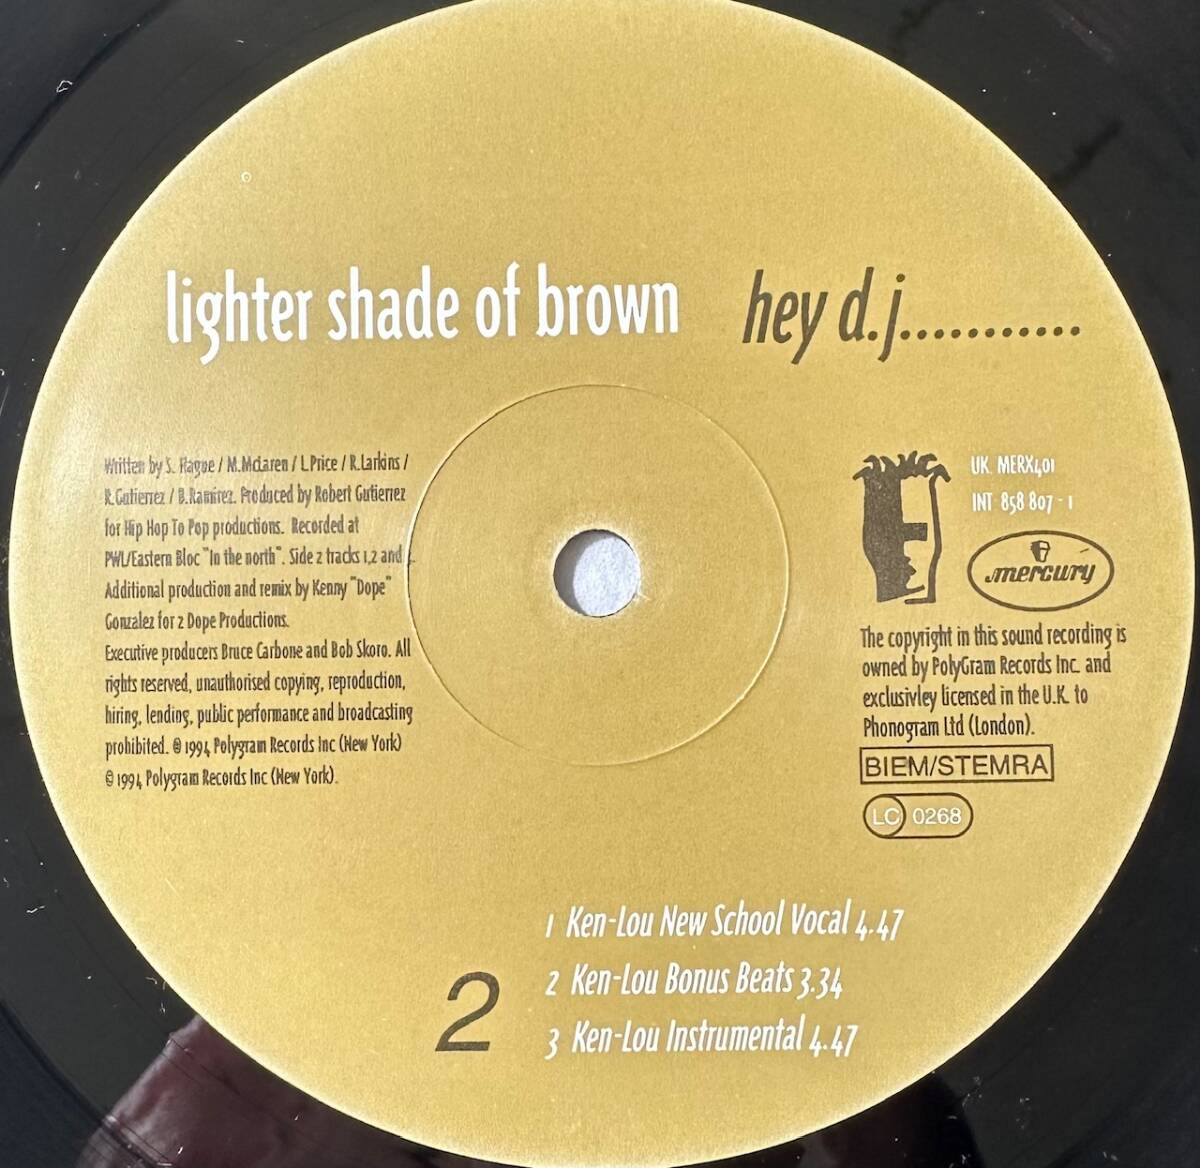 lighter shade of brown hey d.j...........
Written by S. Hague / M.McLaren / L.Price / R.Larkins /
R.Gutierrez / B.Ramirez. Produced by Robert Gutierrez
for Hip Hop To Pop productions. Recorded at
PWL/Eastern Bloc "In the north". Side 2 tracks 1,2 and
Additional production and remix by Kenny "Dope"
Gonzalez for 2 Dope Productions.
Executive producers Bruce Carbone and Bob Skoro. All
rights reserved, unauthorised copying, reproduction,
hiring, lending, public performance and broadcasting
prohibited. ℗ 1994 Polygram Records Inc (New York)
© 1994 Polygram Records Inc (New York).
UK. MERX401
INT 858 807 - 1
mercury
The copyright in this sound recording is
owned by PolyGram Records Inc. and
exclusivley licensed in the U.K. to
Phonogram Ltd (London).
BIEM/STEMRA
LC 0268
2
1 Ken-Lou New School Vocal 4.47
2 Ken-Lou Bonus Beats 3.34
3 Ken-Lou Instrumental 4.47